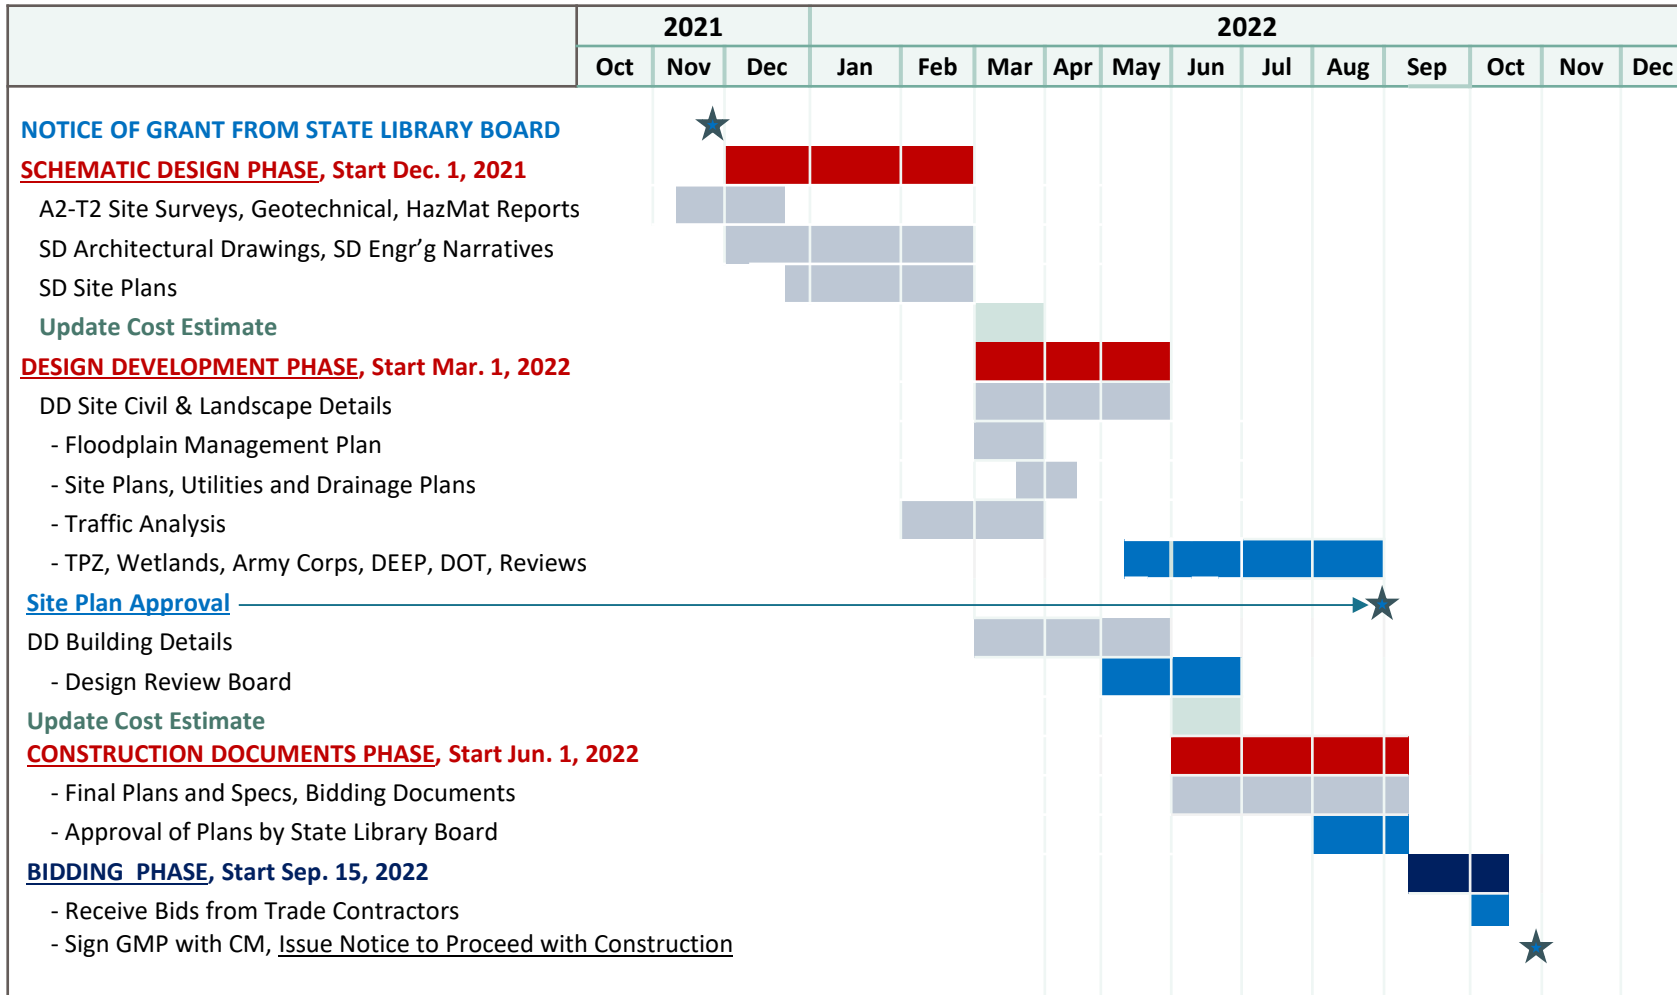 2021 2022
Oct Nov Dec Jan Feb Mar Apr May Jun Jul Aug Sep Oct Nov Dec
NOTICE OF GRANT FROM STATE LIBRARY BOARD
SCHEMATIC DESIGN PHASE, Start Dec. 1, 2021
A2-T2 Site Surveys, Geotechnical, HazMat Reports
SD Architectural Drawings, SD Engr’g Narratives
SD Site Plans
Update Cost Estimate
DESIGN DEVELOPMENT PHASE, Start Mar. 1, 2022
DD Site Civil & Landscape Details
- Floodplain Management Plan
- Site Plans, Utilities and Drainage Plans
- Traffic Analysis
- TPZ, Wetlands, Army Corps, DEEP, DOT, Reviews
Site Plan Approval
DD Building Details
- Design Review Board
Update Cost Estimate
CONSTRUCTION DOCUMENTS PHASE, Start Jun. 1, 2022
- Final Plans and Specs, Bidding Documents
- Approval of Plans by State Library Board
BIDDING  PHASE, Start Sep. 15, 2022
- Receive Bids from Trade Contractors
- Sign GMP with CM, Issue Notice to Proceed with Construction